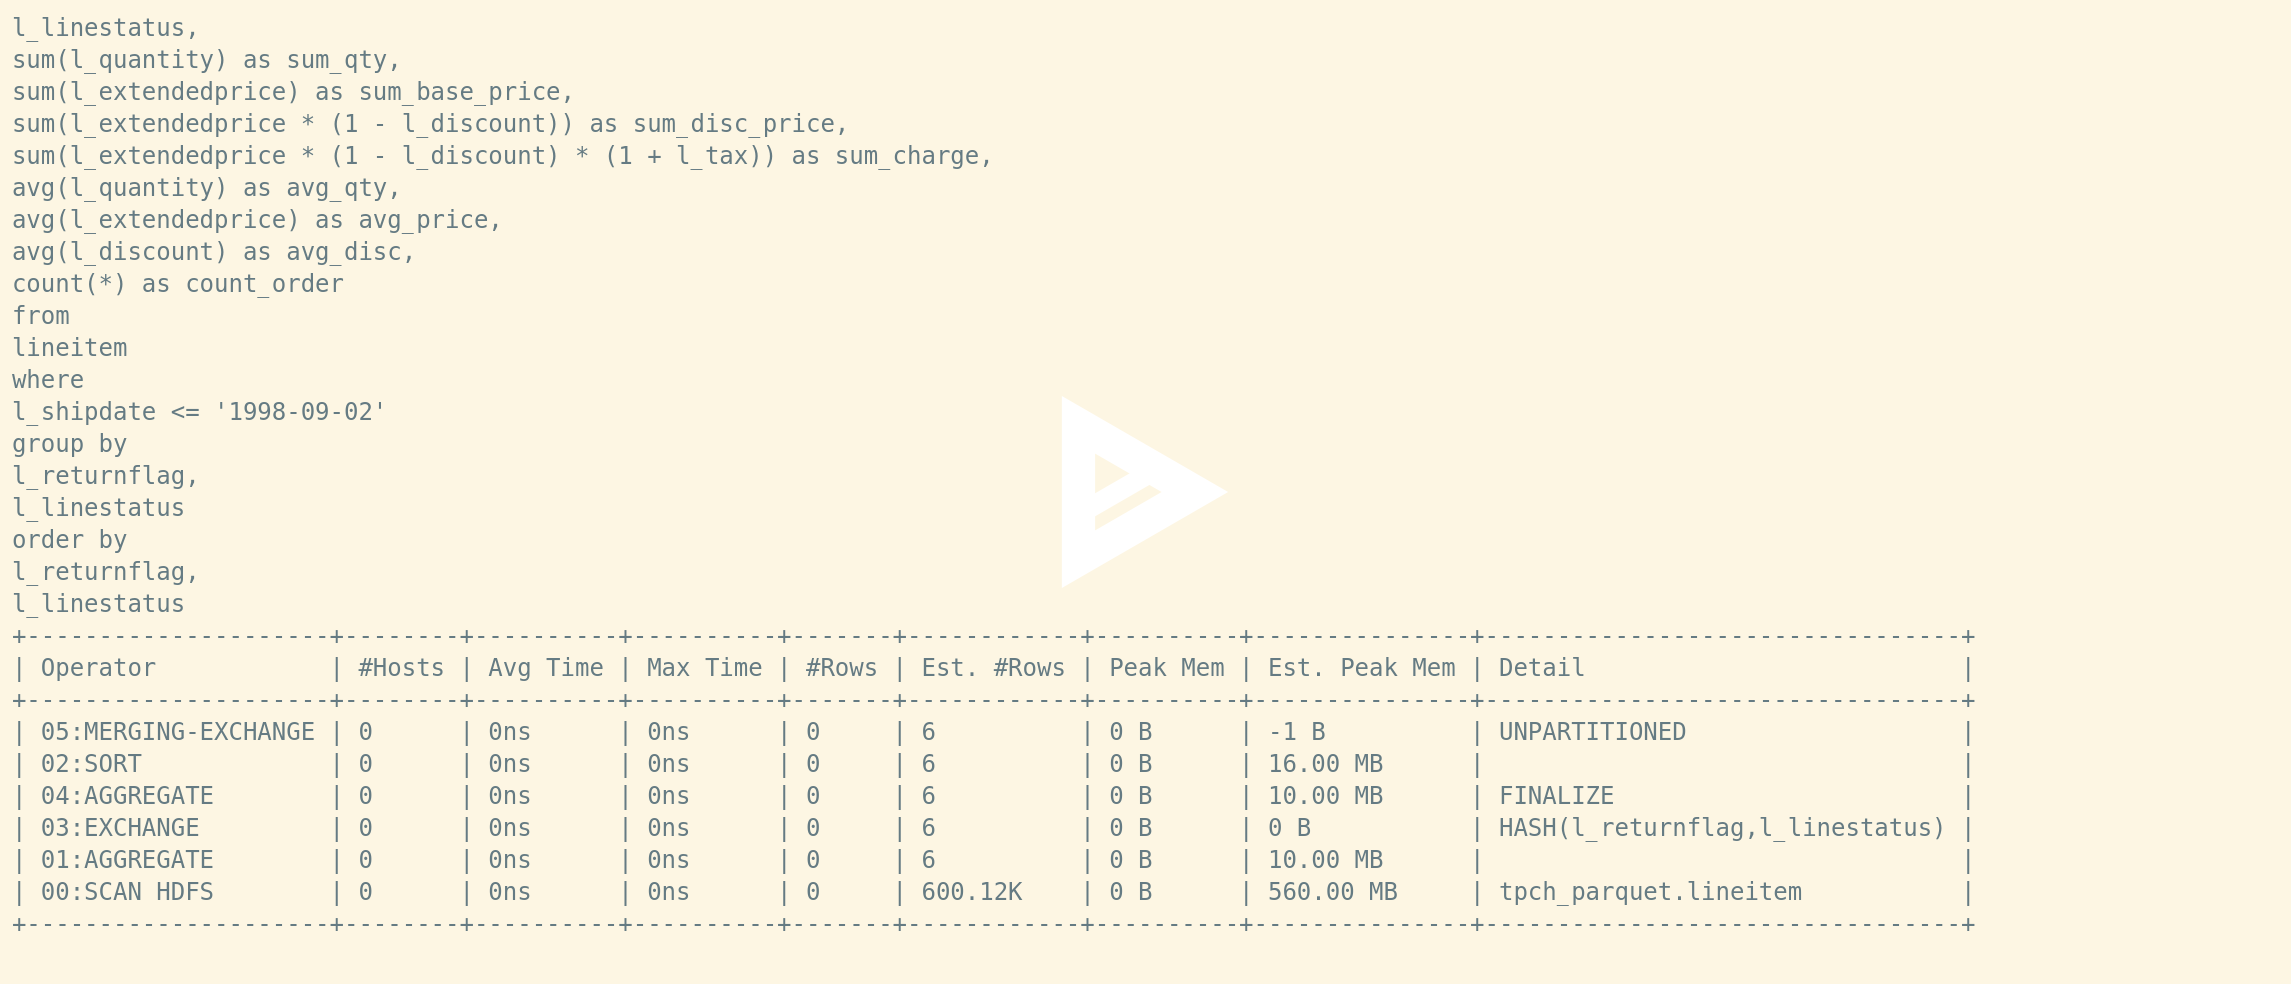 l_linestatus,
sum(l_quantity) as sum_qty,
sum(l_extendedprice) as sum_base_price,
sum(l_extendedprice * (1 - l_discount)) as sum_disc_price,
sum(l_extendedprice * (1 - l_discount) * (1 + l_tax)) as sum_charge,
avg(l_quantity) as avg_qty,
avg(l_extendedprice) as avg_price,
avg(l_discount) as avg_disc,
count(*) as count_order
from
lineitem
where
l_shipdate <= '1998-09-02'
group by
l_returnflag,
l_linestatus
order by
l_returnflag,
l_linestatus
+---------------------+--------+----------+----------+-------+------------+----------+---------------+---------------------------------+
| Operator            | #Hosts | Avg Time | Max Time | #Rows | Est. #Rows | Peak Mem | Est. Peak Mem | Detail                          |
+---------------------+--------+----------+----------+-------+------------+----------+---------------+---------------------------------+
| 05:MERGING-EXCHANGE | 0      | 0ns      | 0ns      | 0     | 6          | 0 B      | -1 B          | UNPARTITIONED                   |
| 02:SORT             | 0      | 0ns      | 0ns      | 0     | 6          | 0 B      | 16.00 MB      |                                 |
| 04:AGGREGATE        | 0      | 0ns      | 0ns      | 0     | 6          | 0 B      | 10.00 MB      | FINALIZE                        |
| 03:EXCHANGE         | 0      | 0ns      | 0ns      | 0     | 6          | 0 B      | 0 B           | HASH(l_returnflag,l_linestatus) |
| 01:AGGREGATE        | 0      | 0ns      | 0ns      | 0     | 6          | 0 B      | 10.00 MB      |                                 |
| 00:SCAN HDFS        | 0      | 0ns      | 0ns      | 0     | 600.12K    | 0 B      | 560.00 MB     | tpch_parquet.lineitem           |
+---------------------+--------+----------+----------+-------+------------+----------+---------------+---------------------------------+